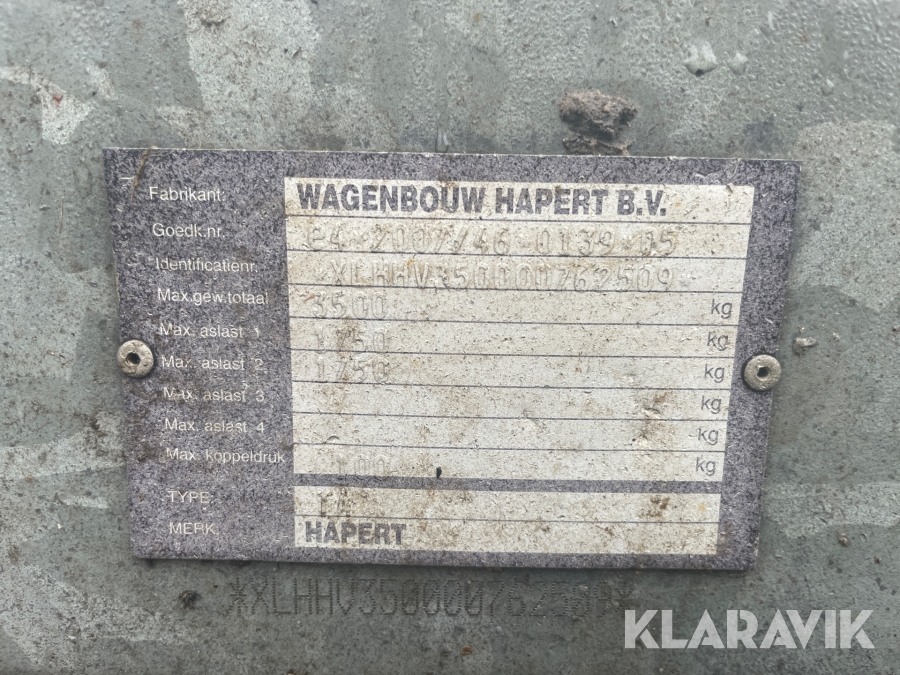 Fabrikant: WAGENBOUW HAPERT B.V.
Goedk.nr. E4 2007/46 0139 05
Identificatienr. XLHHV350000762509
Max.gew.totaal 3500 kg
Max. aslast 1 1750 kg
Max. aslast 2 1750 kg
Max. aslast 3 kg
Max. aslast 4 kg
Max. koppeldruk 100 kg
TYPE:
MERK: HAPERT
KLARAVIK